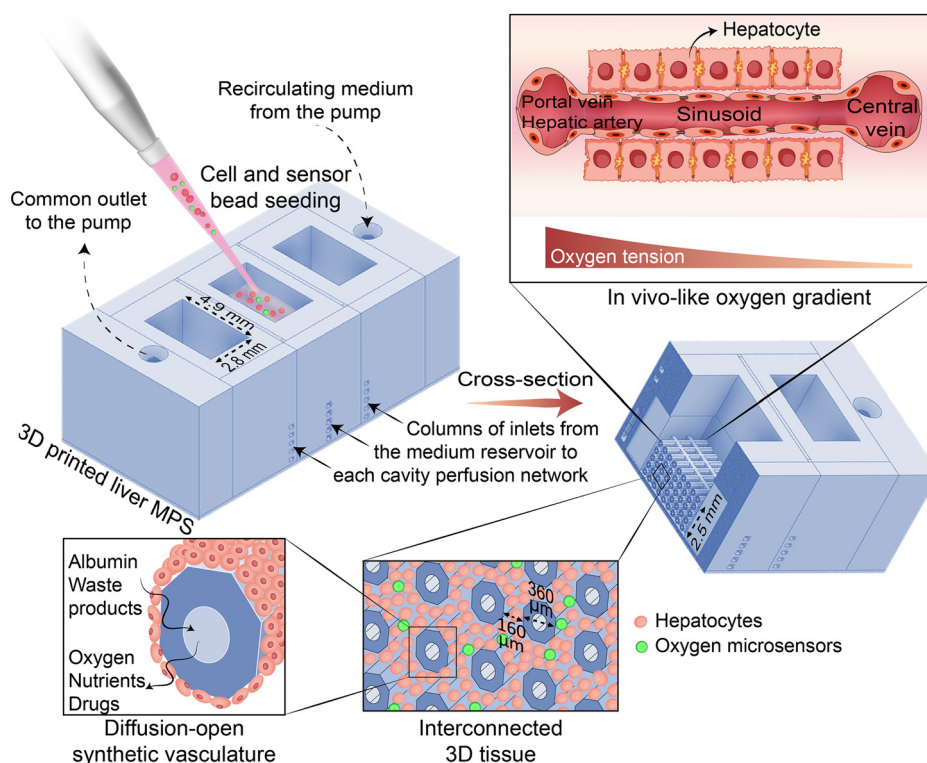 Recirculating medium
from the pump
Cell and sensor
bead seeding
Common outlet
to the pump
4.9 mm
2.8 mm
3D printed liver MPS
Columns of inlets from
the medium reservoir to
each cavity perfusion network
Cross-section
Hepatocyte
Portal vein
Hepatic artery
Sinusoid
Central
vein
Oxygen tension
In vivo-like oxygen gradient
2.5 mm
Albumin
Waste
products
Oxygen
Nutrients
Drugs
Diffusion-open
synthetic vasculature
360
µm
160
µm
Interconnected
3D tissue
Hepatocytes
Oxygen microsensors